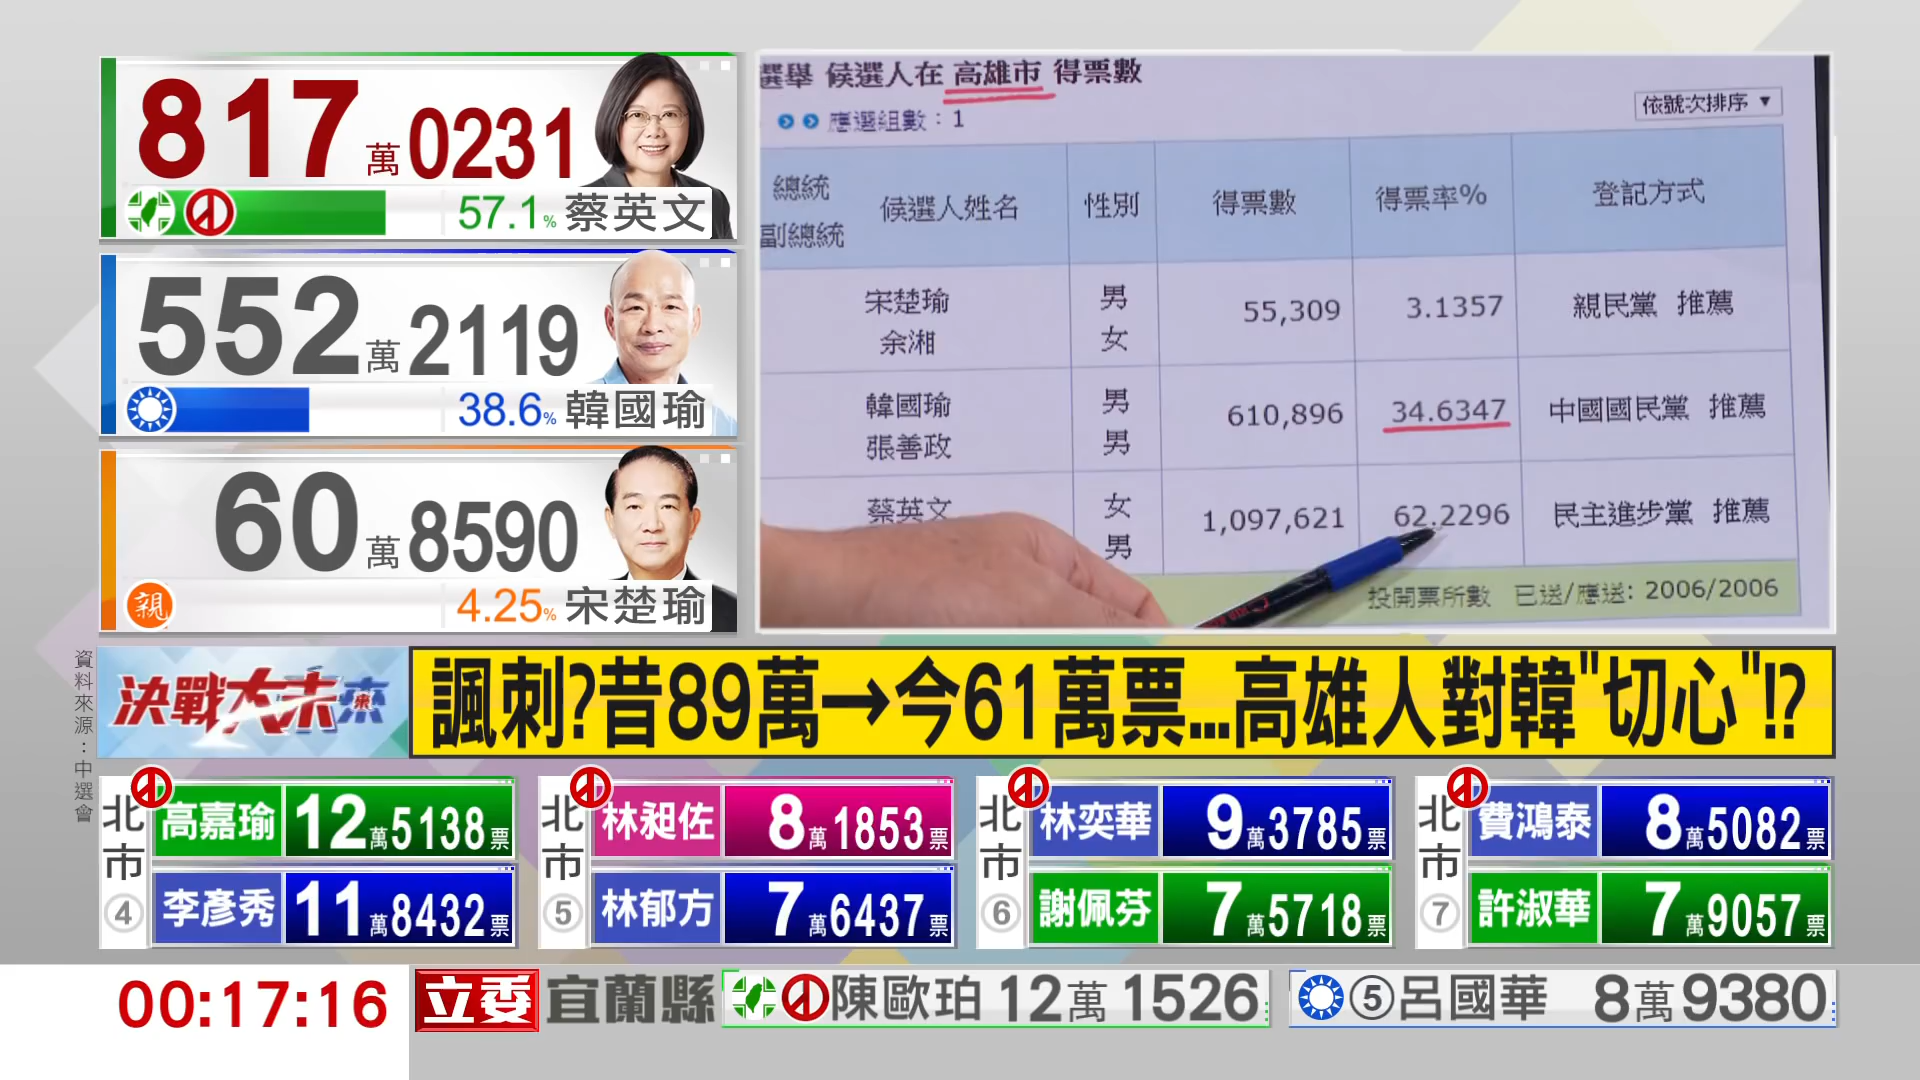 817萬0231
57.1% 蔡英文
552萬2119
38.6% 韓國瑜
60萬8590
親 4.25% 宋楚瑜
選舉 候選人在 高雄市 得票數
應選組數：1
依號次排序 ▼
總統
副總統
候選人姓名
性別
得票數
得票率%
登記方式
宋楚瑜 男 55,309 3.1357 親民黨 推薦
余湘 女
韓國瑜 男 610,896 34.6347 中國國民黨 推薦
張善政 男
蔡英文 女 1,097,621 62.2296 民主進步黨 推薦
男
投開票所數 已送/應送: 2006/2006
資料來源：中選會
決戰大未來
諷刺?昔89萬→今61萬票...高雄人對韓"切心"!?
北市④
高嘉瑜 12萬5138票
李彥秀 11萬8432票
北市⑤
林昶佐 8萬1853票
林郁方 7萬6437票
北市⑥
林奕華 9萬3785票
謝佩芬 7萬5718票
北市⑦
費鴻泰 8萬5082票
許淑華 7萬9057票
00:17:16
立委 宜蘭縣 陳歐珀 12萬1526 ⑤呂國華 8萬9380